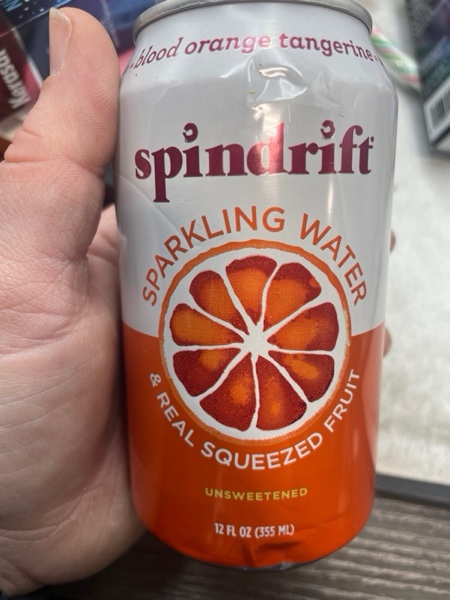 blood orange tangerine
spindrift
SPARKLING WATER
& REAL SQUEEZED FRUIT
UNSWEETENED
12 FL OZ (355 ML)